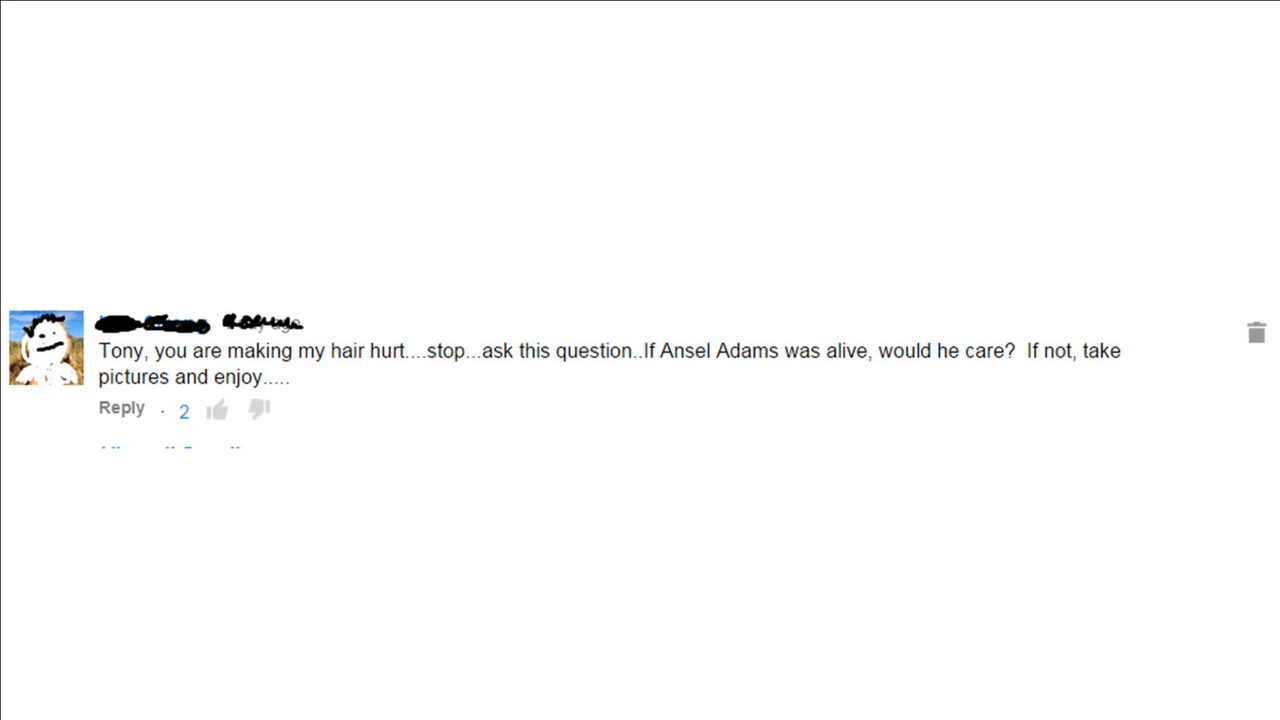 Tony, you are making my hair hurt....stop...ask this question..If Ansel Adams was alive, would he care?  If not, take
pictures and enjoy.....
Reply · 2